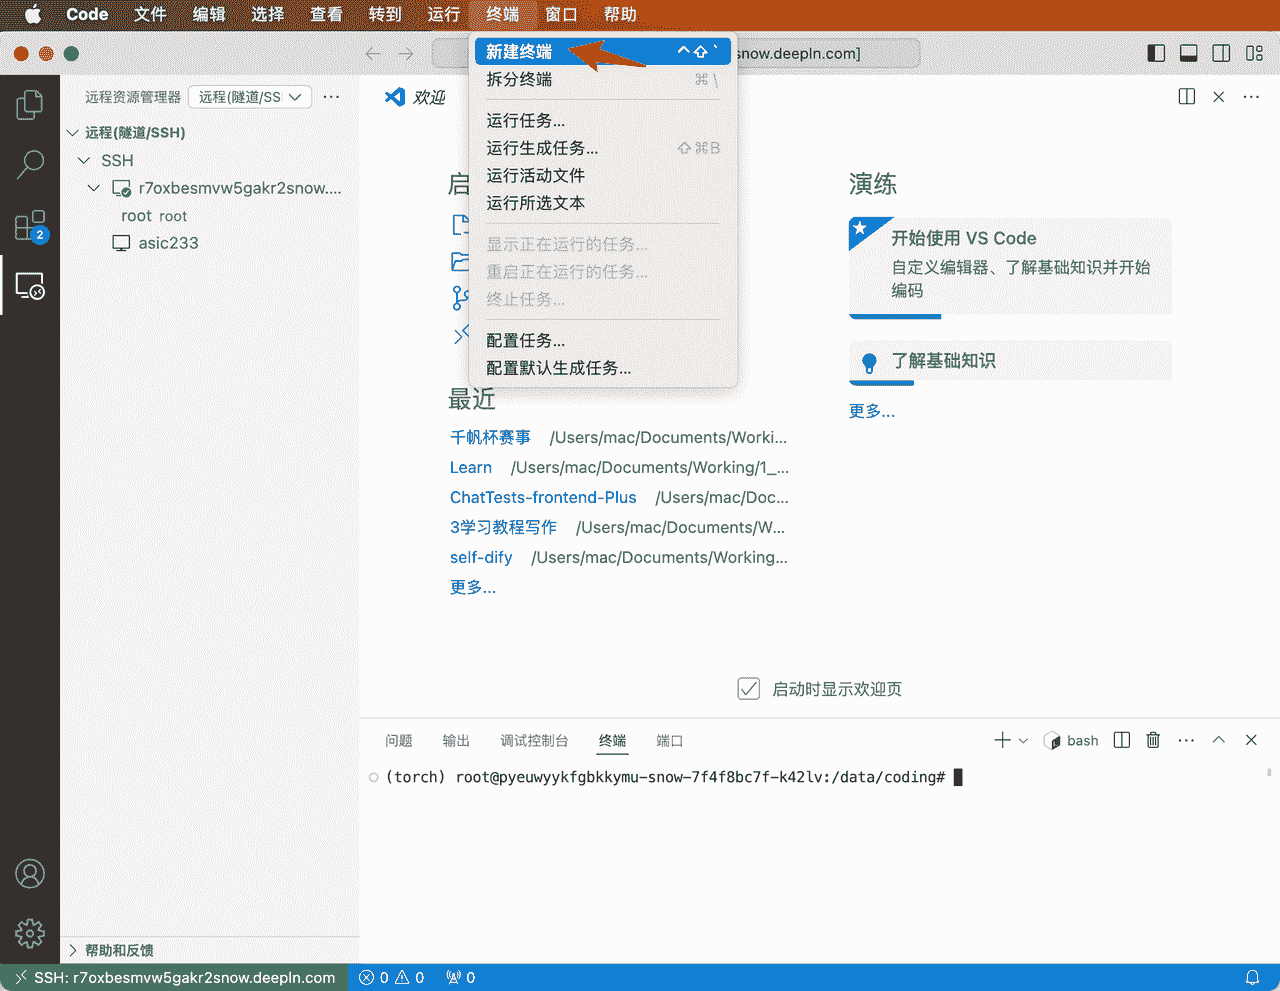 Code 文件 编辑 选择 查看 转到 运行 终端 窗口 帮助
snow.deepln.com]
新建终端 ^⇧`
拆分终端 ⌘\
运行任务...
运行生成任务... ⇧⌘B
运行活动文件
运行所选文本
显示正在运行的任务...
重启正在运行的任务...
终止任务...
配置任务...
配置默认生成任务...
远程资源管理器 远程(隧道/SS
远程(隧道/SSH)
SSH
r7oxbesmvw5gakr2snow....
root root
asic233
2
帮助和反馈
欢迎
启
最近
千帆杯赛事 /Users/mac/Documents/Worki...
Learn /Users/mac/Documents/Working/1_...
ChatTests-frontend-Plus /Users/mac/Doc...
3学习教程写作 /Users/mac/Documents/W...
self-dify /Users/mac/Documents/Working...
更多...
演练
开始使用 VS Code
自定义编辑器、了解基础知识并开始
编码
了解基础知识
更多...
启动时显示欢迎页
问题 输出 调试控制台 终端 端口 bash
(torch) root@pyeuwyykfgbkkymu-snow-7f4f8bc7f-k42lv:/data/coding#
SSH: r7oxbesmvw5gakr2snow.deepln.com 0 0 0